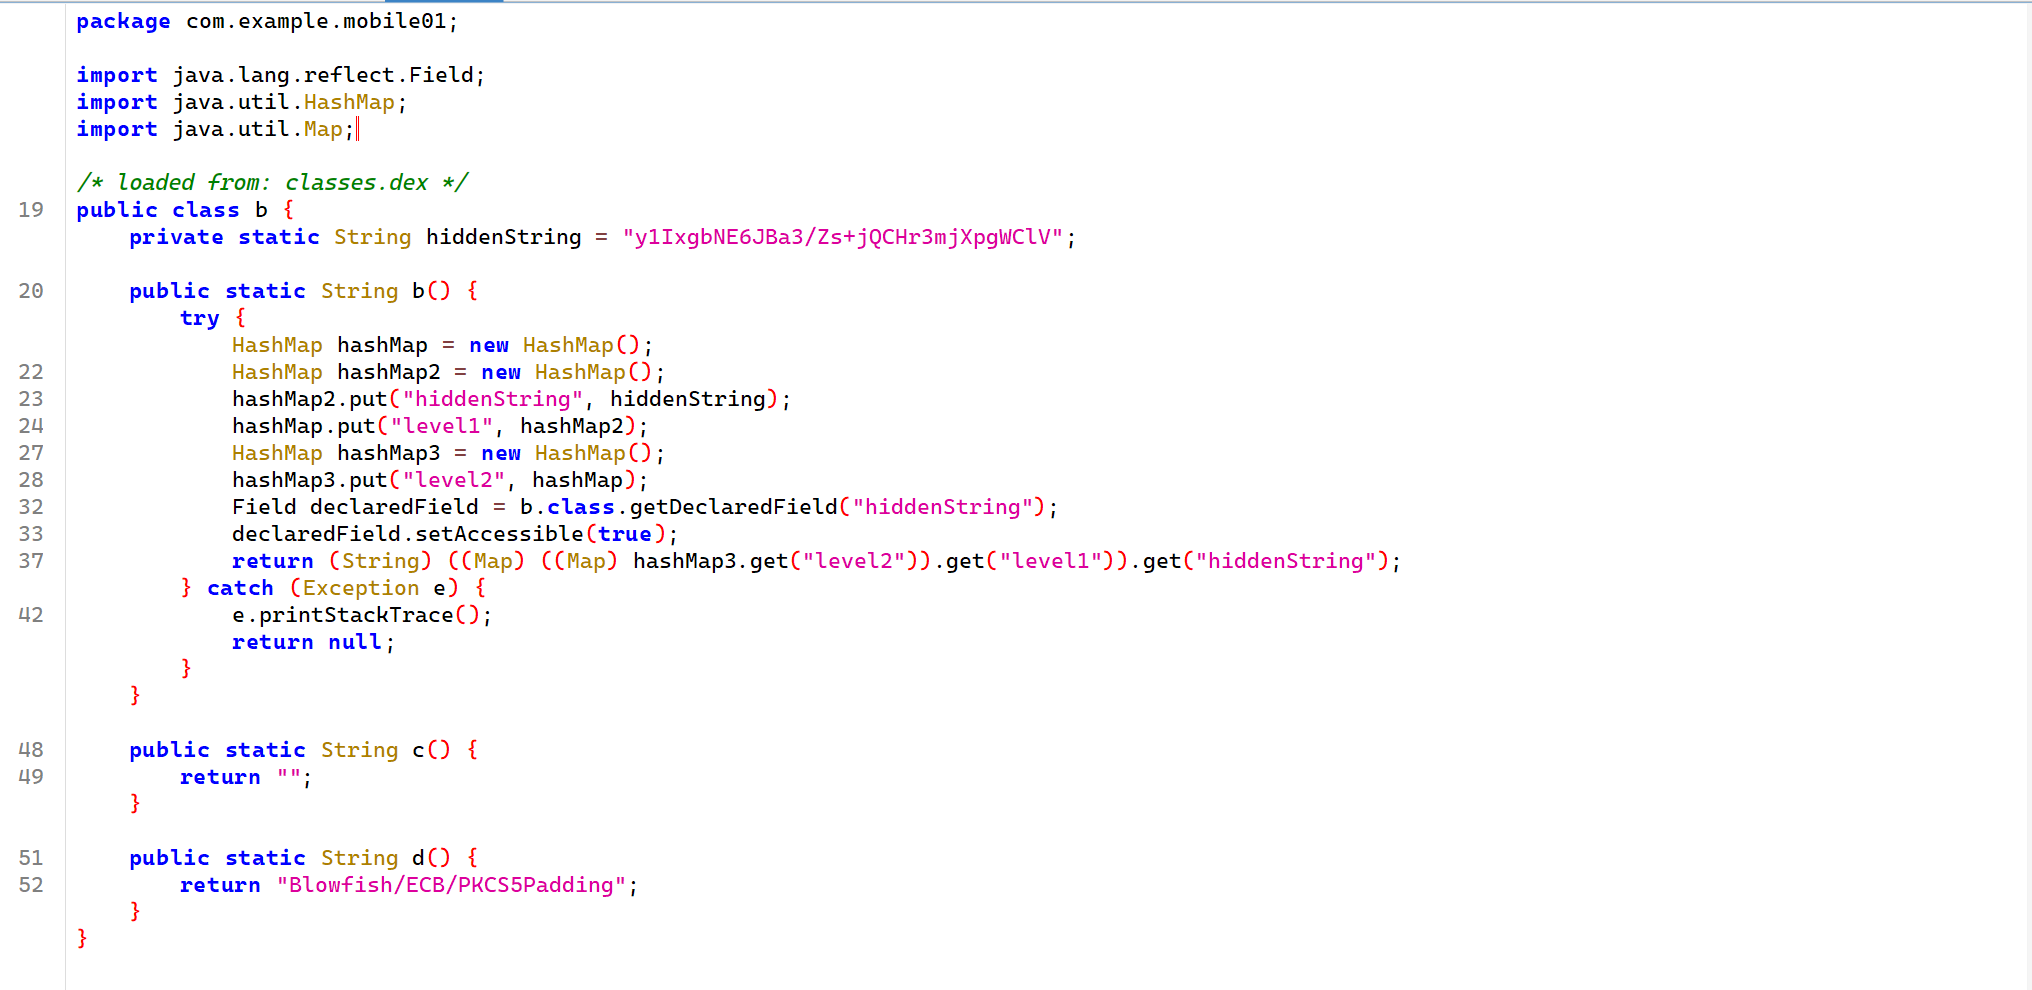 package com.example.mobile01;

import java.lang.reflect.Field;
import java.util.HashMap;
import java.util.Map;

/* loaded from: classes.dex */
19 public class b {
    private static String hiddenString = "y1IxgbNE6JBa3/Zs+jQCHr3mjXpgWClV";

20     public static String b() {
        try {
            HashMap hashMap = new HashMap();
22             HashMap hashMap2 = new HashMap();
23             hashMap2.put("hiddenString", hiddenString);
24             hashMap.put("level1", hashMap2);
27             HashMap hashMap3 = new HashMap();
28             hashMap3.put("level2", hashMap);
32             Field declaredField = b.class.getDeclaredField("hiddenString");
33             declaredField.setAccessible(true);
37             return (String) ((Map) ((Map) hashMap3.get("level2")).get("level1")).get("hiddenString");
        } catch (Exception e) {
42             e.printStackTrace();
            return null;
        }
    }

48     public static String c() {
49         return "";
    }

51     public static String d() {
52         return "Blowfish/ECB/PKCS5Padding";
    }
}